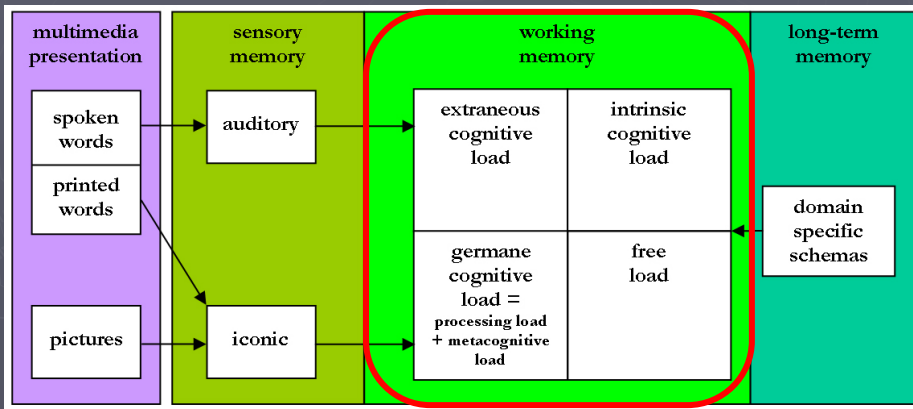 multimedia
presentation
spoken
words
printed
words
pictures
sensory
memory
auditory
iconic
working
memory
extraneous
cognitive
load
intrinsic
cognitive
load
germane
cognitive
load =
processing load
+ metacognitive
load
free
load
long-term
memory
domain
specific
schemas